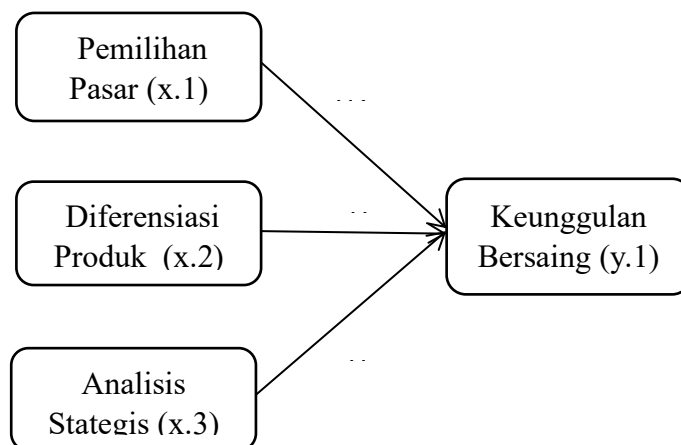 Pemilihan
Pasar (x.1)
Diferensiasi
Produk (x.2)
Keunggulan
Bersaing (y.1)
Analisis
Stategis (x.3)